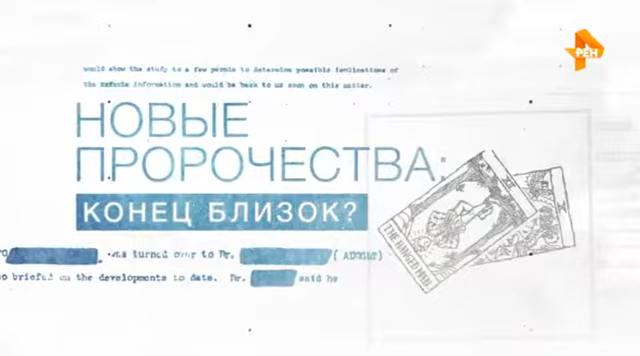 РЕН
would show the study to a few people to determine possible implications of
the information and would be back to us soon on this matter.
НОВЫЕ
ПРОРОЧЕСТВА:
КОНЕЦ БЛИЗОК?
was turned over to Dr. (
briefed on the developments to date. Dr. said he
THE HANGED MAN.